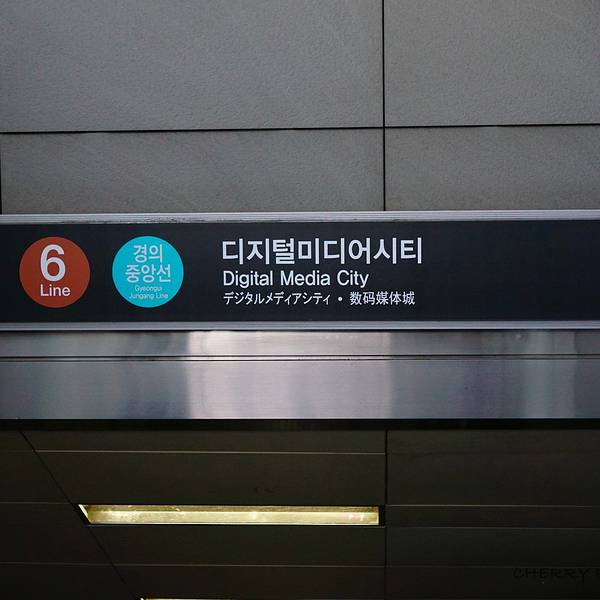 6
Line
경의
중앙선
Gyeongui
Jungang Line
디지털미디어시티
Digital Media City
デジタルメディアシティ • 数码媒体城
CHERRY